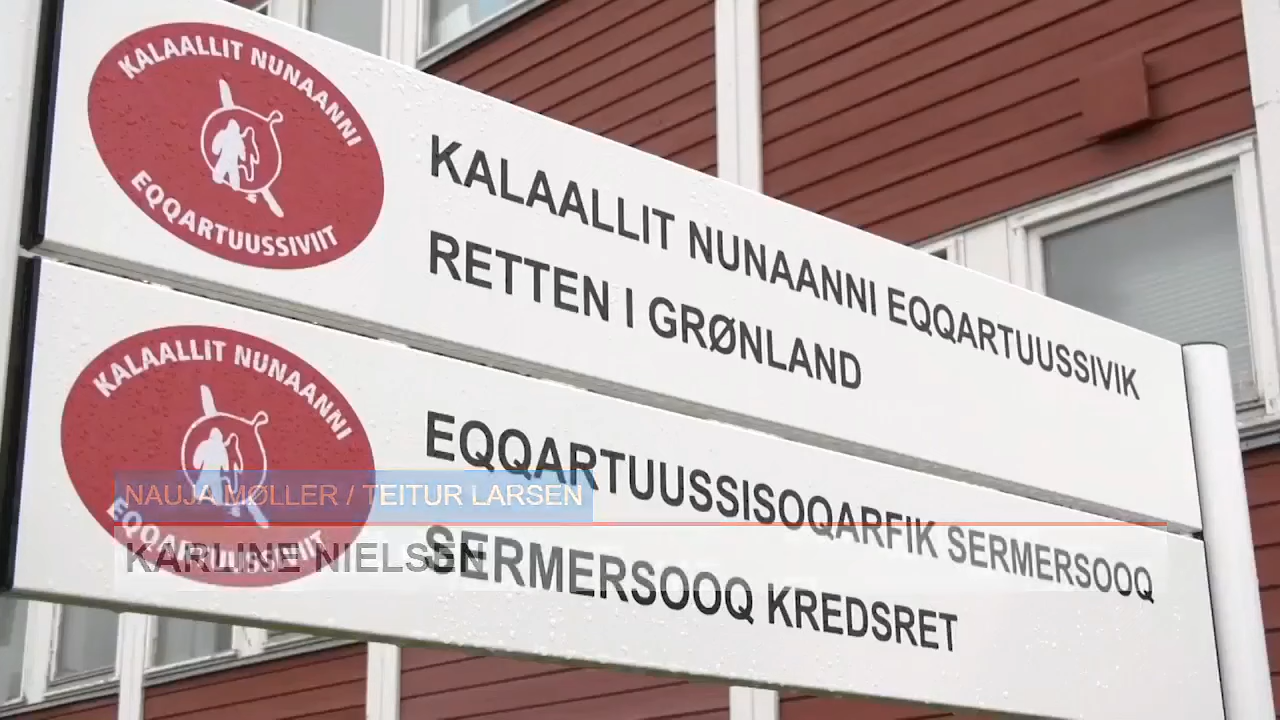 KALAALLIT NUNAANNI
EQQARTUUSSIVIIT
KALAALLIT NUNAANNI EQQARTUUSSIVIK
RETTEN I GRØNLAND
KALAALLIT NUNAANNI
EQQARTUUSSIVIIT
EQQARTUUSSISOQARFIK SERMERSOOQ
SERMERSOOQ KREDSRET
NAUJA MØLLER / TEITUR LARSEN
KARLINE NIELSEN